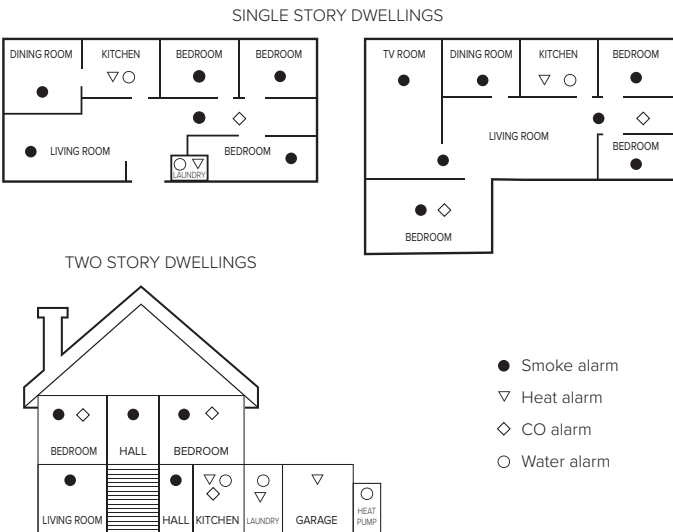 SINGLE STORY DWELLINGS
DINING ROOM
KITCHEN
BEDROOM
BEDROOM
LIVING ROOM
LAUNDRY
BEDROOM
TV ROOM
DINING ROOM
KITCHEN
BEDROOM
LIVING ROOM
BEDROOM
BEDROOM
TWO STORY DWELLINGS
BEDROOM
HALL
BEDROOM
LIVING ROOM
HALL
KITCHEN
LAUNDRY
GARAGE
HEAT
PUMP
Smoke alarm
Heat alarm
CO alarm
Water alarm